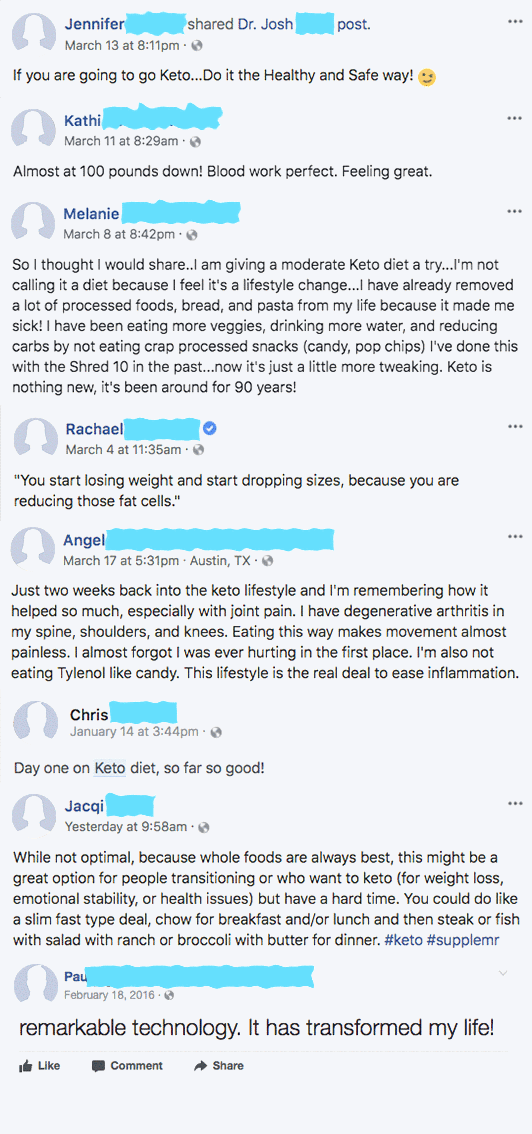 Jennifer shared Dr. Josh post.
March 13 at 8:11pm ·
If you are going to go Keto...Do it the Healthy and Safe way! 😉
Kathi
March 11 at 8:29am ·
Almost at 100 pounds down! Blood work perfect. Feeling great.
Melanie
March 8 at 8:42pm ·
So I thought I would share..I am giving a moderate Keto diet a try...I'm not
calling it a diet because I feel it's a lifestyle change...I have already removed
a lot of processed foods, bread, and pasta from my life because it made me
sick! I have been eating more veggies, drinking more water, and reducing
carbs by not eating crap processed snacks (candy, pop chips) I've done this
with the Shred 10 in the past...now it's just a little more tweaking. Keto is
nothing new, it's been around for 90 years!
Rachael
March 4 at 11:35am ·
"You start losing weight and start dropping sizes, because you are
reducing those fat cells."
Angel
March 17 at 5:31pm · Austin, TX ·
Just two weeks back into the keto lifestyle and I'm remembering how it
helped so much, especially with joint pain. I have degenerative arthritis in
my spine, shoulders, and knees. Eating this way makes movement almost
painless. I almost forgot I was ever hurting in the first place. I'm also not
eating Tylenol like candy. This lifestyle is the real deal to ease inflammation.
Chris
January 14 at 3:44pm ·
Day one on Keto diet, so far so good!
Jacqi
Yesterday at 9:58am ·
While not optimal, because whole foods are always best, this might be a
great option for people transitioning or who want to keto (for weight loss,
emotional stability, or health issues) but have a hard time. You could do like
a slim fast type deal, chow for breakfast and/or lunch and then steak or fish
with salad with ranch or broccoli with butter for dinner. #keto #supplemr
Pau
February 18, 2016 ·
remarkable technology. It has transformed my life!
Like Comment Share